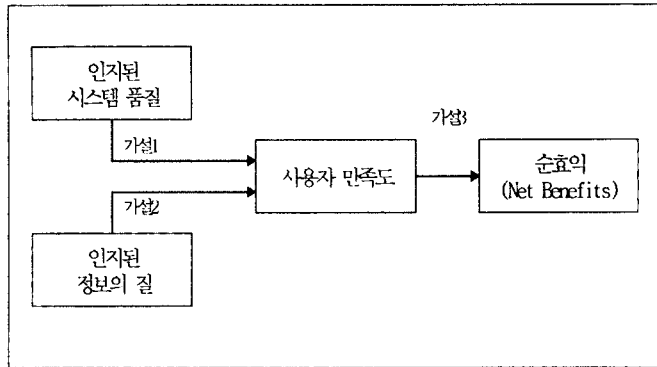 인지된
시스템 품질
가설1
가설3
사용자 만족도
순효익
(Net Benefits)
가설2
인지된
정보의 질